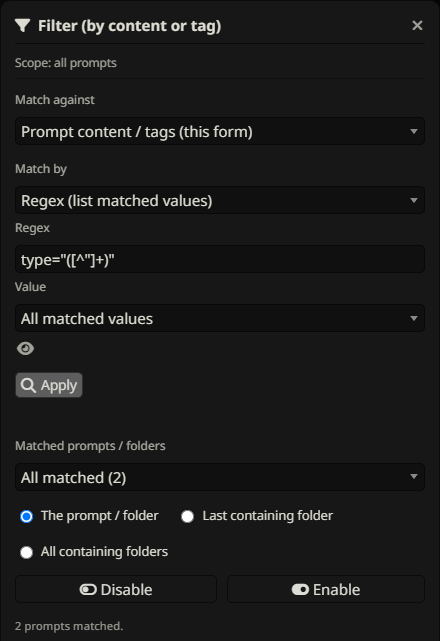 Filter (by content or tag)
Scope: all prompts
Match against
Prompt content / tags (this form)
Match by
Regex (list matched values)
Regex
type="([^"]+)"
Value
All matched values
Apply
Matched prompts / folders
All matched (2)
The prompt / folder
Last containing folder
All containing folders
Disable
Enable
2 prompts matched.